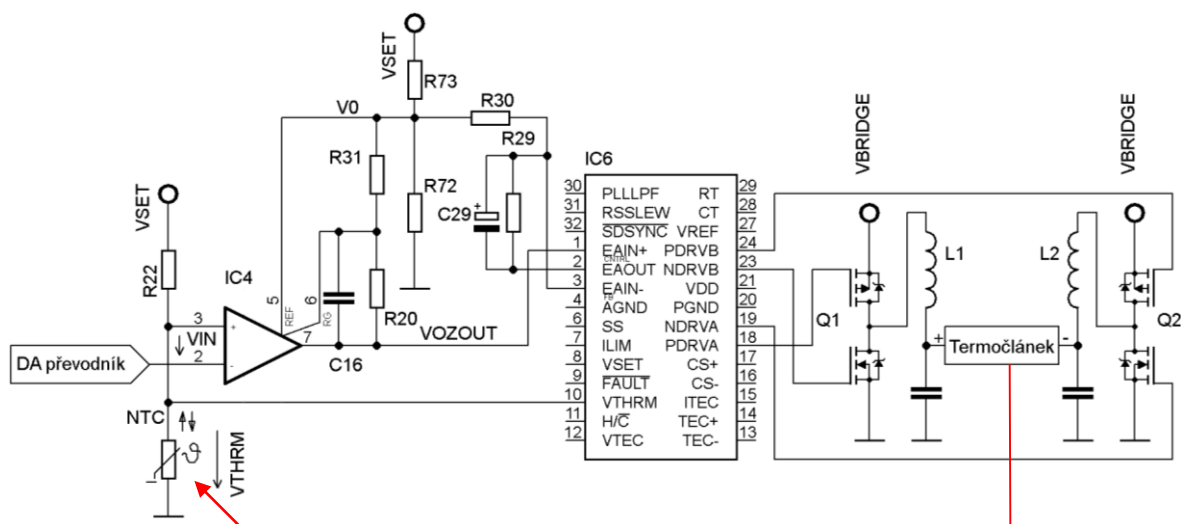 VSET
R73
V0
R30
R31
R29
R72
C29
+
VSET
R22
IC4
5
REF
6
RG
3
+
VIN
2
-
7
R20
C16
VOZOUT
DA převodník
NTC
ϑ
VTHRM
IC6
30 PLLLPF RT 29
31 RSSLEW CT 28
32 SDSYNC VREF 27
1 EAIN+ PDRVB 24
CNTRL
2 EAOUT NDRVB 23
3 EAIN- VDD 21
FB
4 AGND PGND 20
6 SS NDRVA 19
7 ILIM PDRVA 18
8 VSET CS+ 17
9 FAULT CS- 16
10 VTHRM ITEC 15
11 H/C TEC+ 14
12 VTEC TEC- 13
VBRIDGE
VBRIDGE
L1
L2
Q1
Q2
+ Termočlánek -